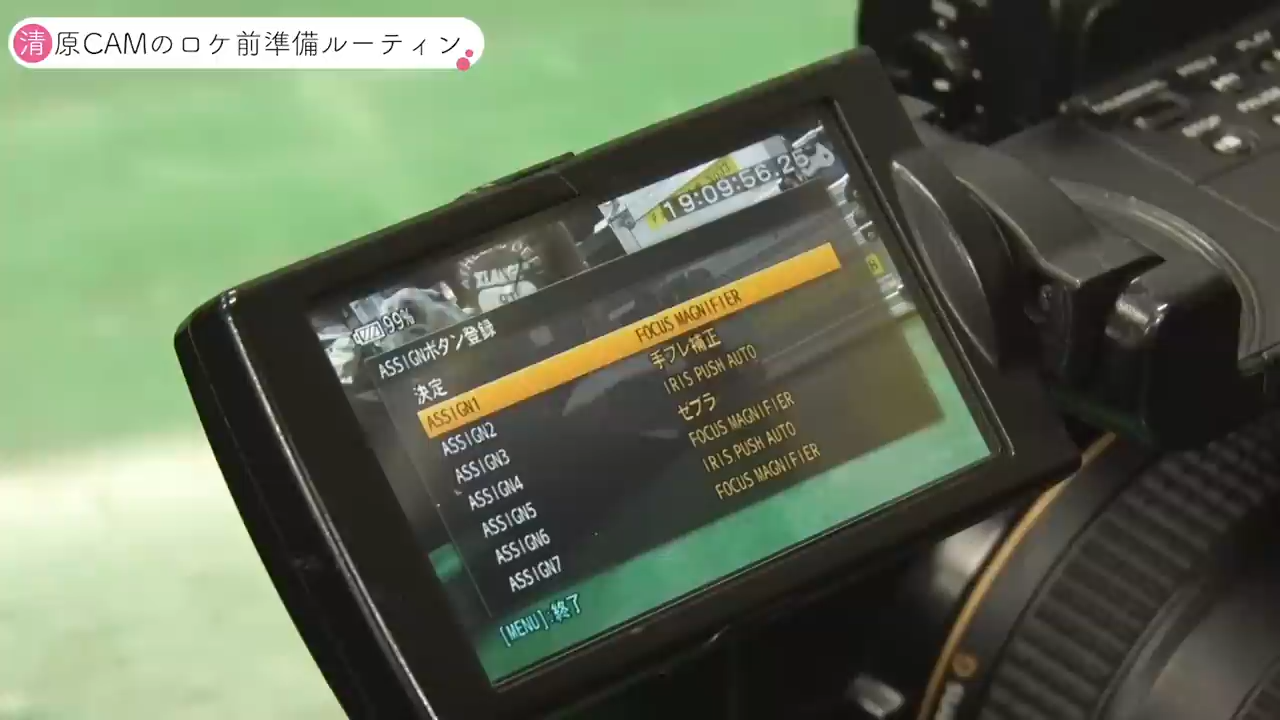 清原CAMのロケ前準備ルーティン
19:09:56.25
99%
ASSIGNボタン登録
決定
ASSIGN1 FOCUS MAGNIFIER
ASSIGN2 手ブレ補正
ASSIGN3 IRIS PUSH AUTO
ASSIGN4 ゼブラ
ASSIGN5 FOCUS MAGNIFIER
ASSIGN6 IRIS PUSH AUTO
ASSIGN7 FOCUS MAGNIFIER
[MENU]:終了